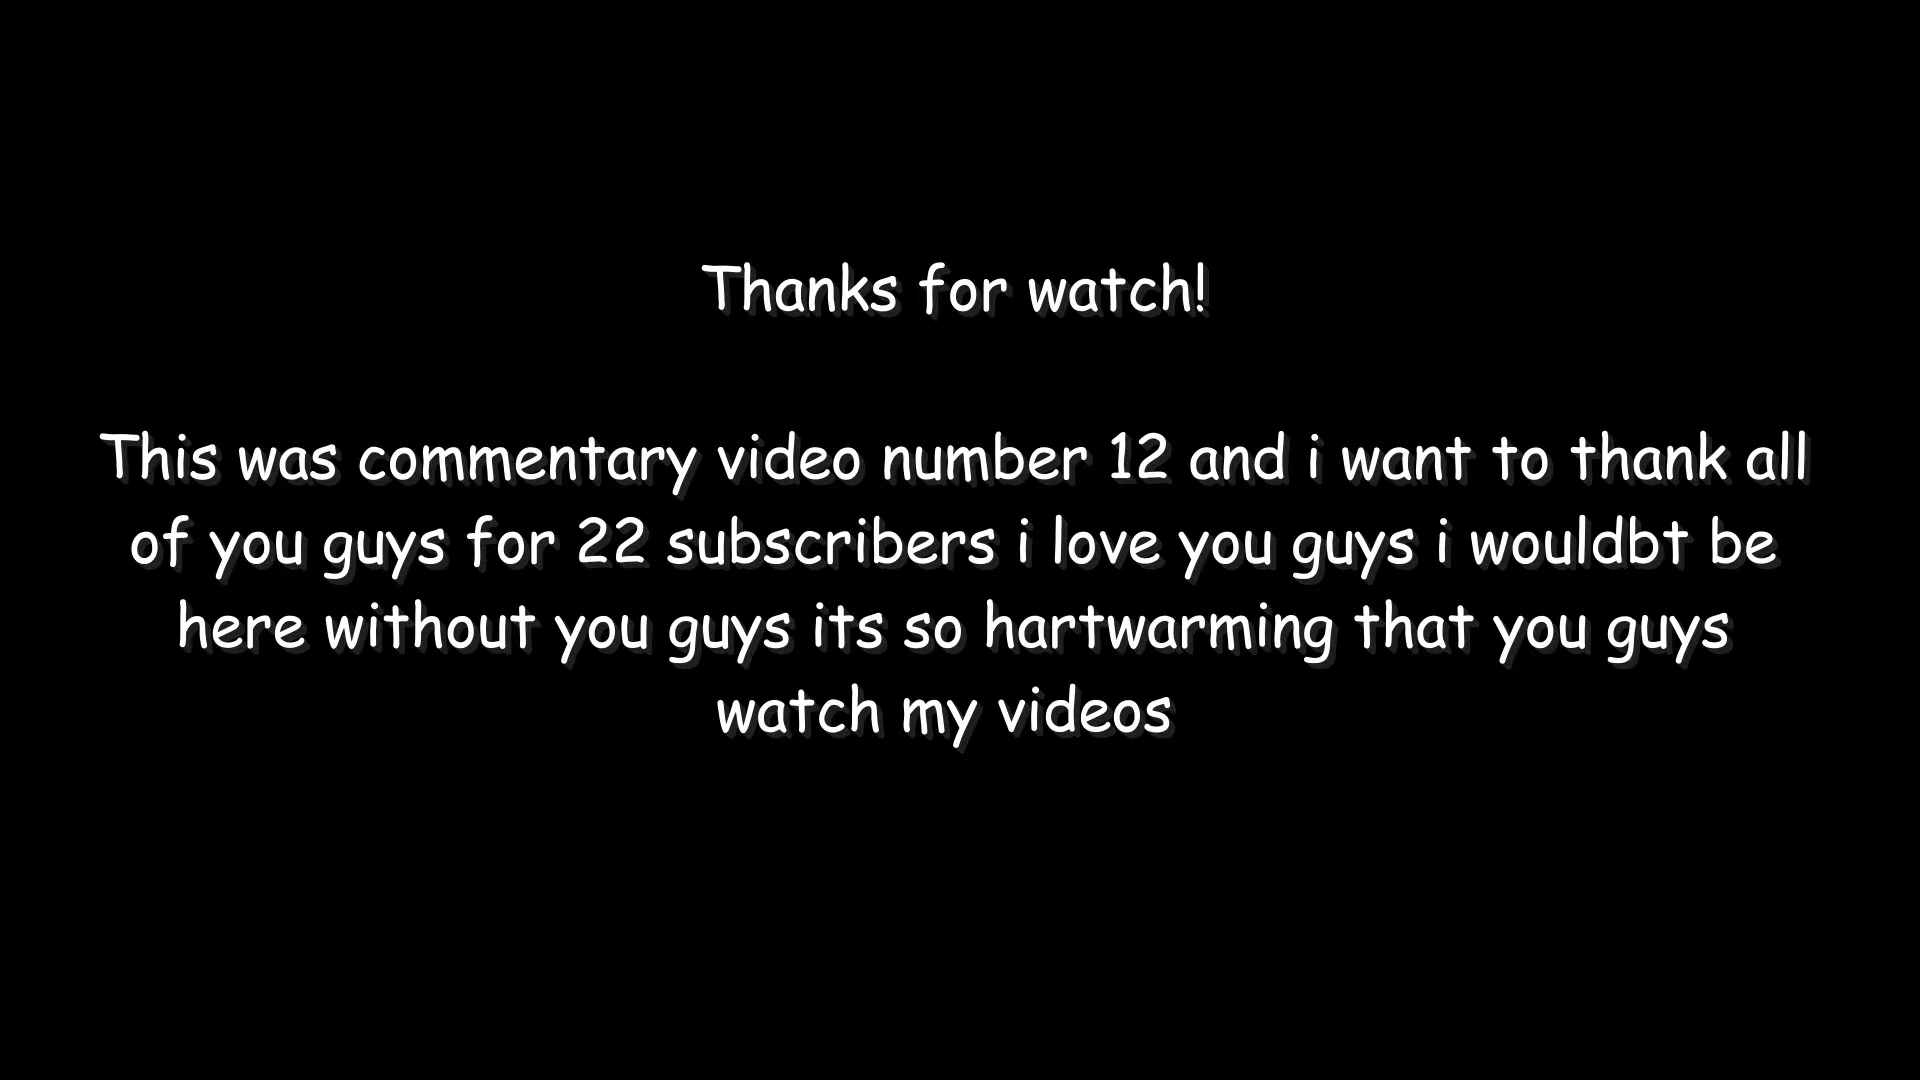 Thanks for watch!
This was commentary video number 12 and i want to thank all
of you guys for 22 subscribers i love you guys i wouldbt be
here without you guys its so hartwarming that you guys
watch my videos